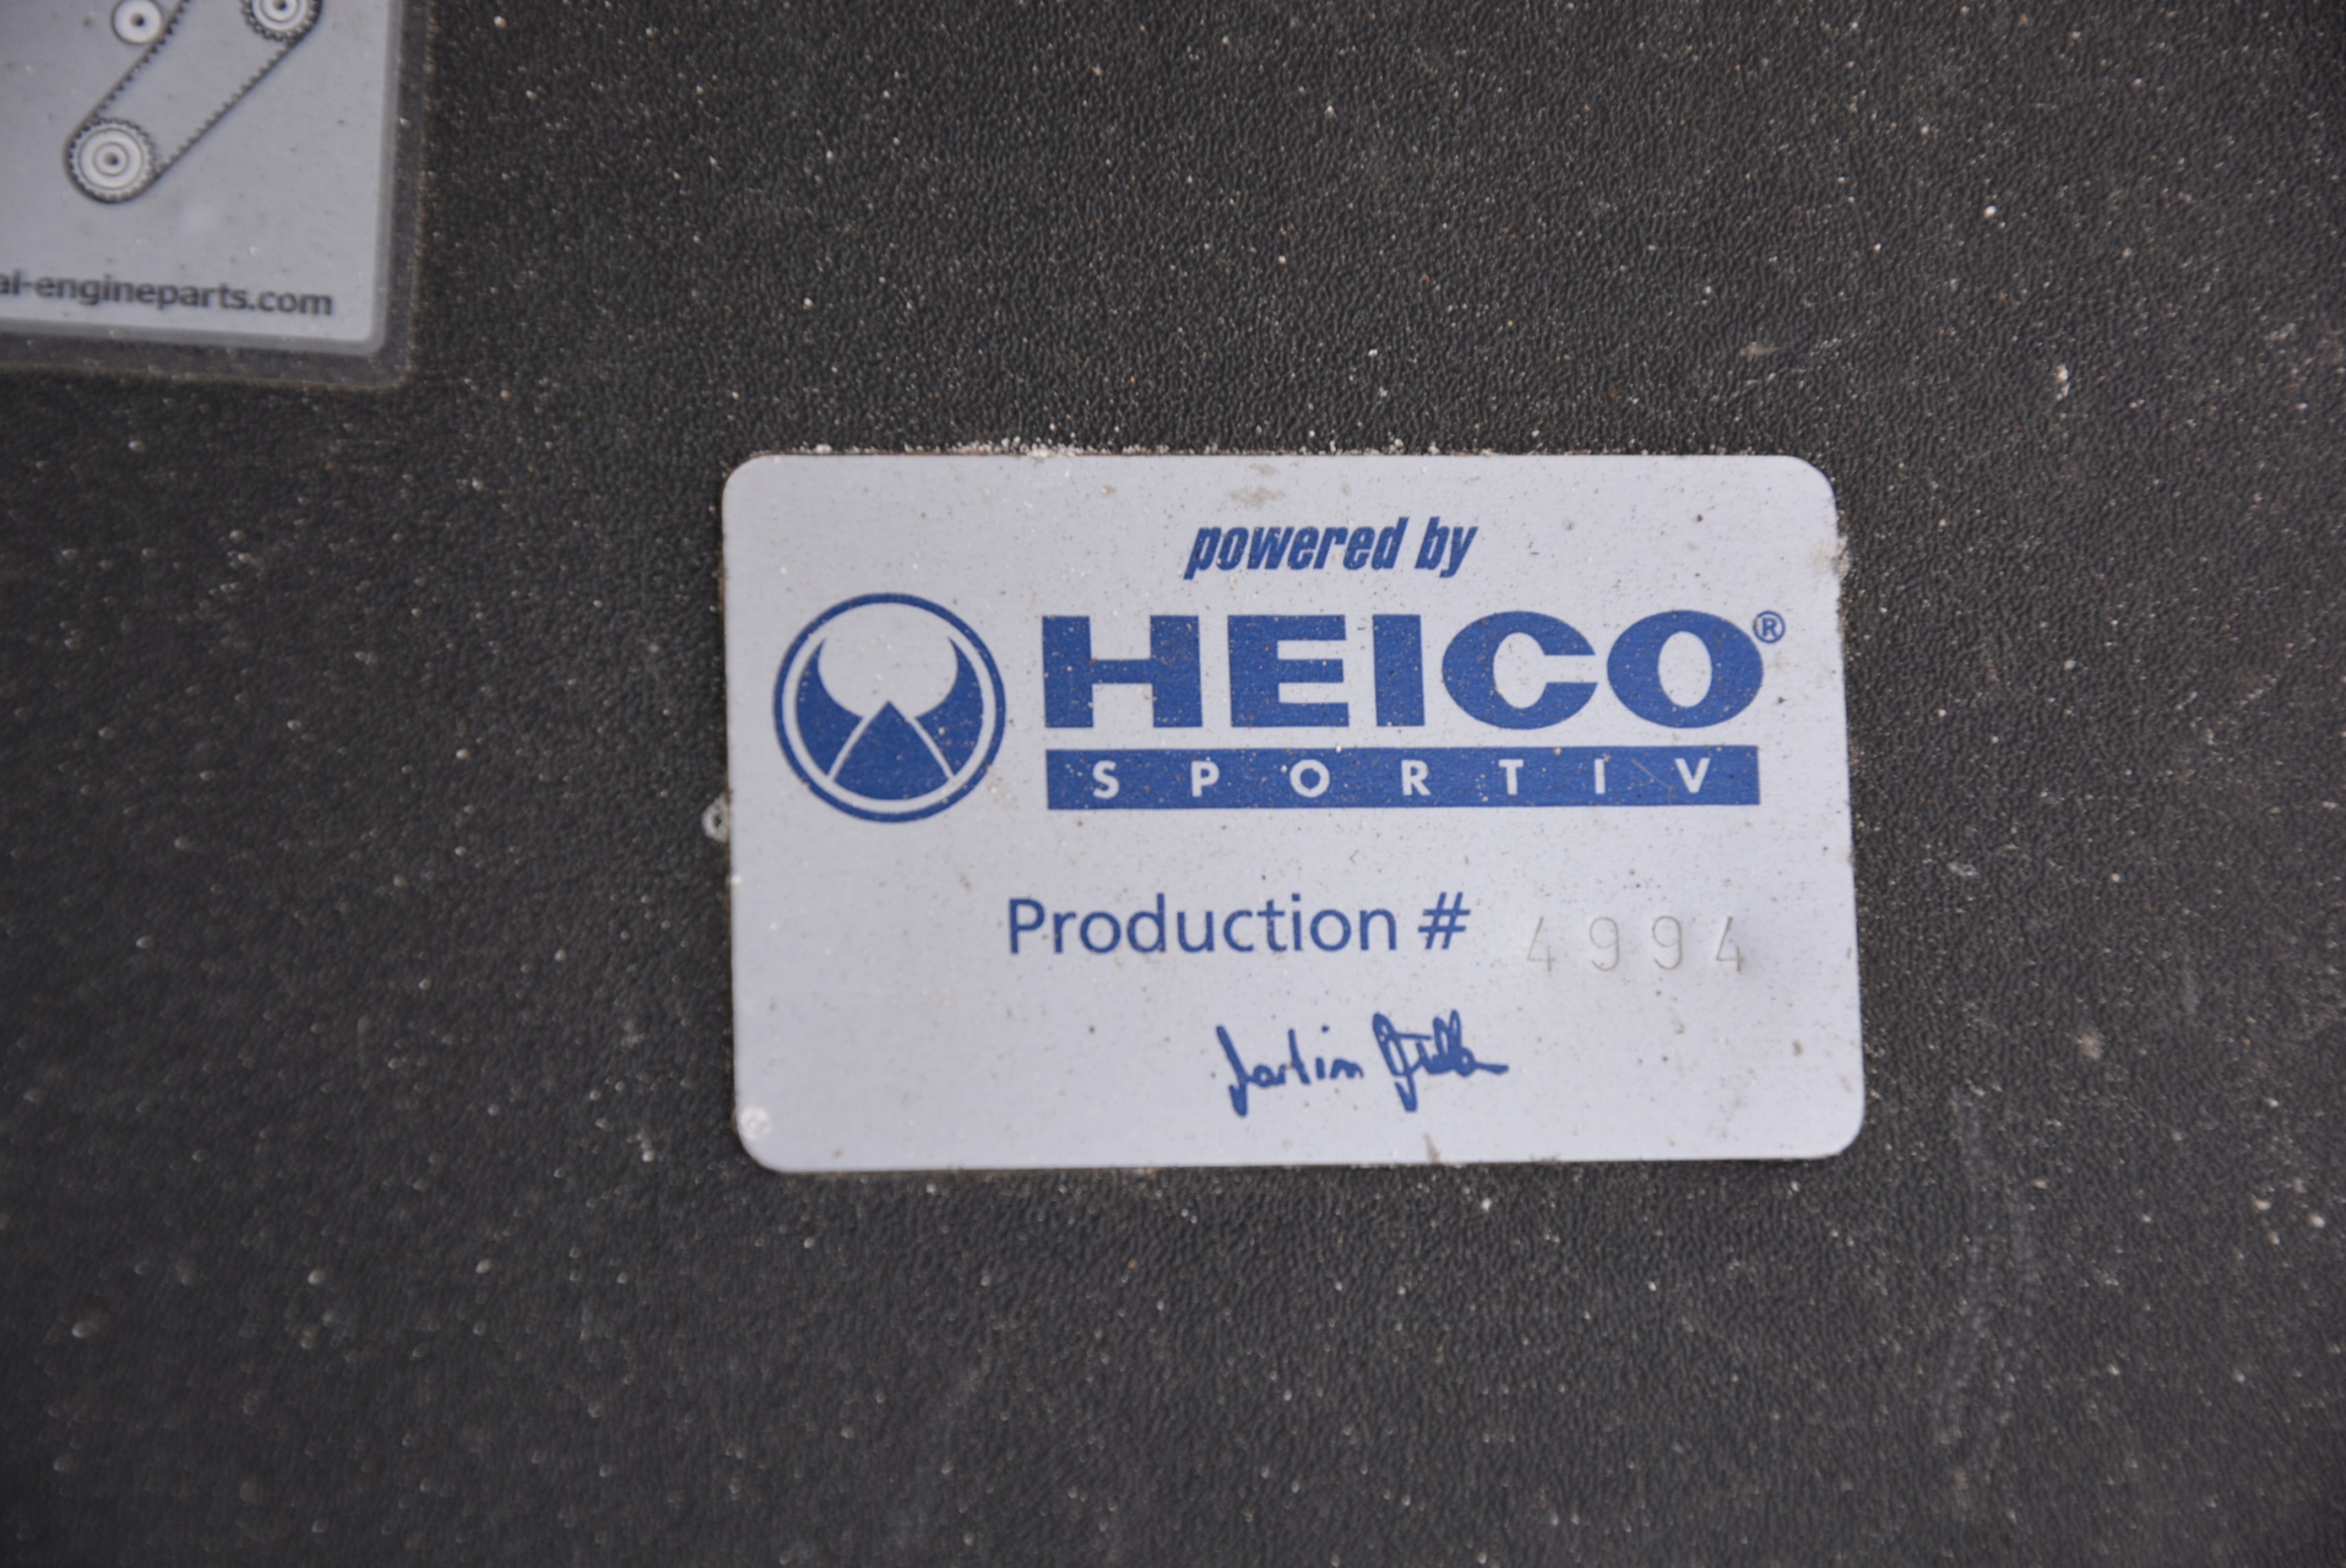 al-engineparts.com
powered by
HEICO®
SPORTIV
Production # 4994